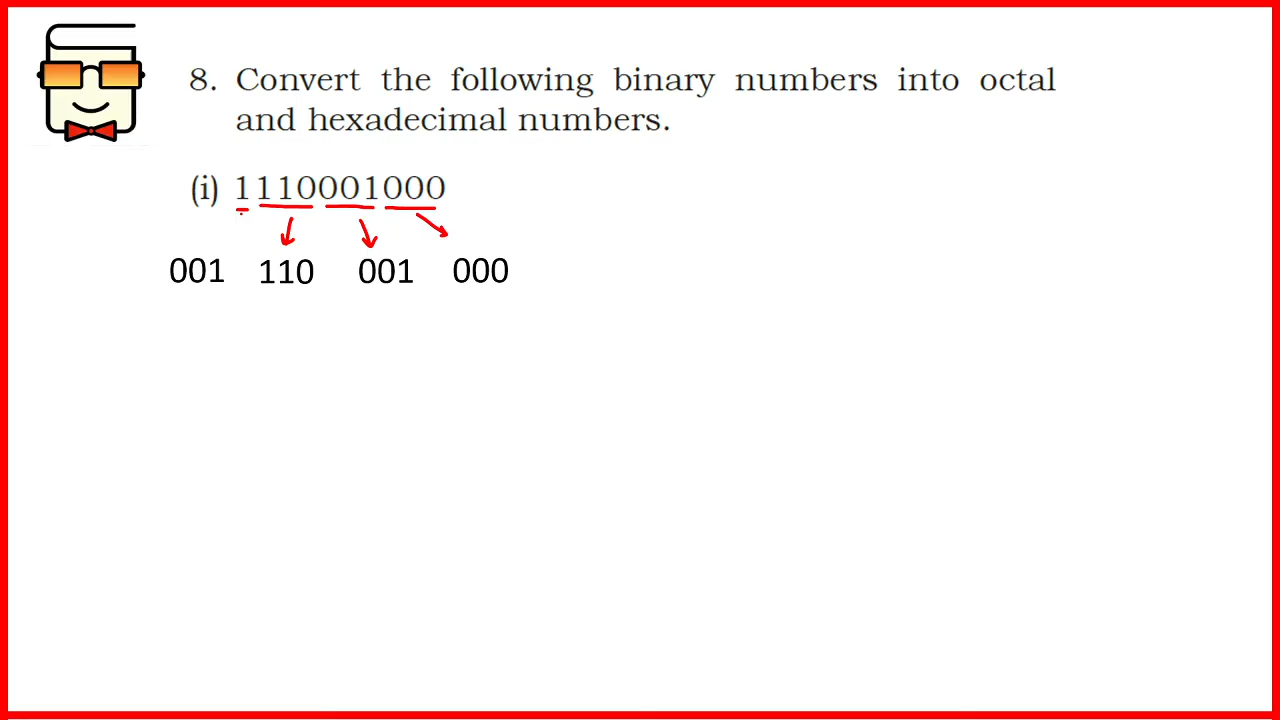 8. Convert the following binary numbers into octal
and hexadecimal numbers.
(i) 1110001000
001 110 001 000